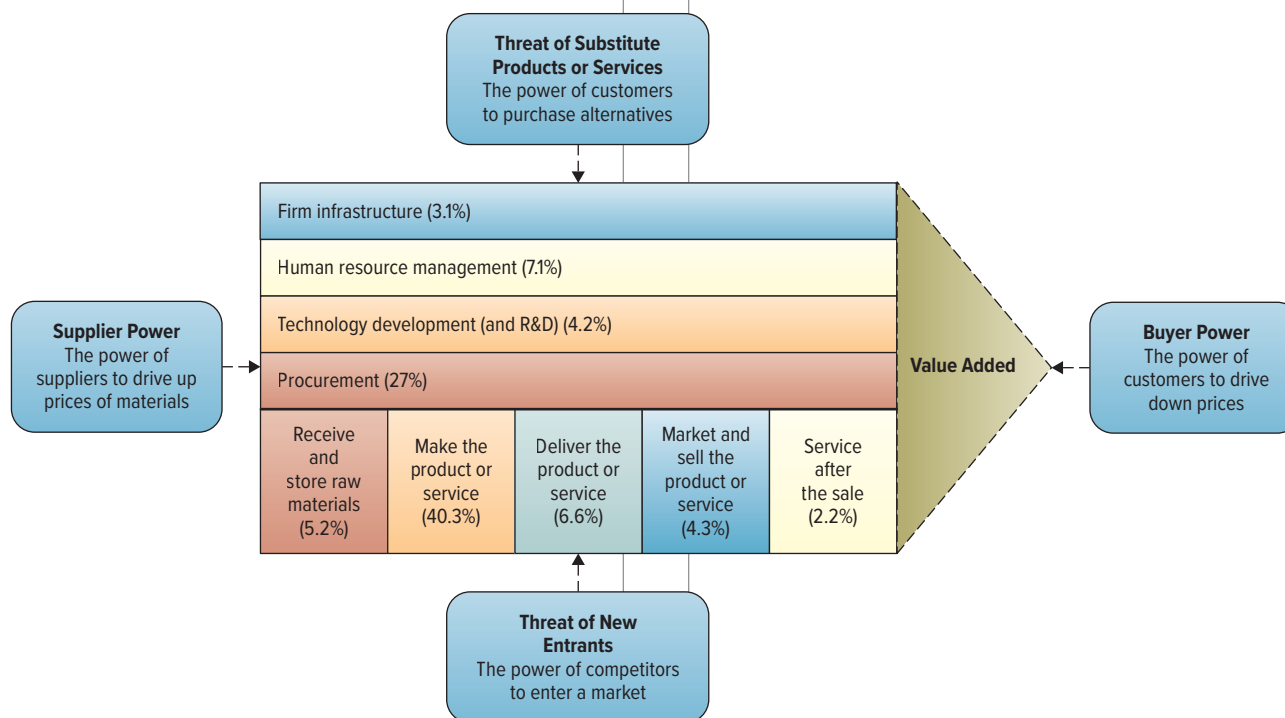 Threat of Substitute
Products or Services
The power of customers
to purchase alternatives
Firm infrastructure (3.1%)
Human resource management (7.1%)
Technology development (and R&D) (4.2%)
Procurement (27%)
Supplier Power
The power of
suppliers to drive up
prices of materials
Value Added
Buyer Power
The power of
customers to drive
down prices
Receive
and
store raw
materials
(5.2%)
Make the
product or
service
(40.3%)
Deliver the
product or
service
(6.6%)
Market and
sell the
product or
service
(4.3%)
Service
after
the sale
(2.2%)
Threat of New
Entrants
The power of competitors
to enter a market